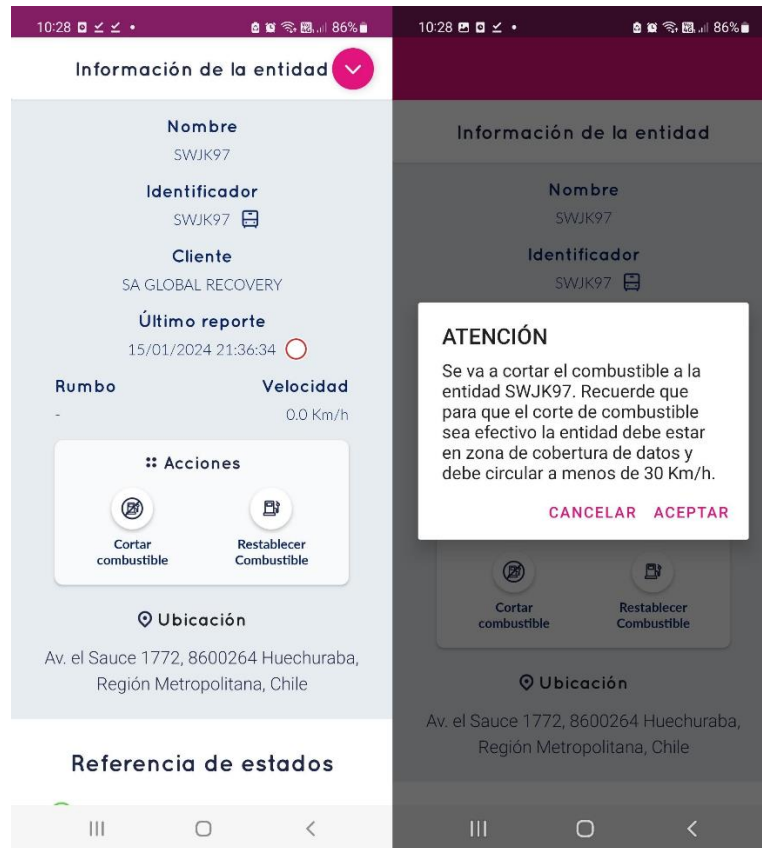 10:28
86%
Información de la entidad
Nombre
SWJK97
Identificador
SWJK97
Cliente
SA GLOBAL RECOVERY
Último reporte
15/01/2024 21:36:34
Rumbo
Velocidad
-
0.0 Km/h
Acciones
Cortar
combustible
Restablecer
Combustible
Ubicación
Av. el Sauce 1772, 8600264 Huechuraba,
Región Metropolitana, Chile
Referencia de estados
10:28
86%
Información de la entidad
Nombre
SWJK97
Identificador
SWJK97
ATENCIÓN
Se va a cortar el combustible a la
entidad SWJK97. Recuerde que
para que el corte de combustible
sea efectivo la entidad debe estar
en zona de cobertura de datos y
debe circular a menos de 30 Km/h.
CANCELAR ACEPTAR
Cortar
combustible
Restablecer
Combustible
Ubicación
Av. el Sauce 1772, 8600264 Huechuraba,
Región Metropolitana, Chile